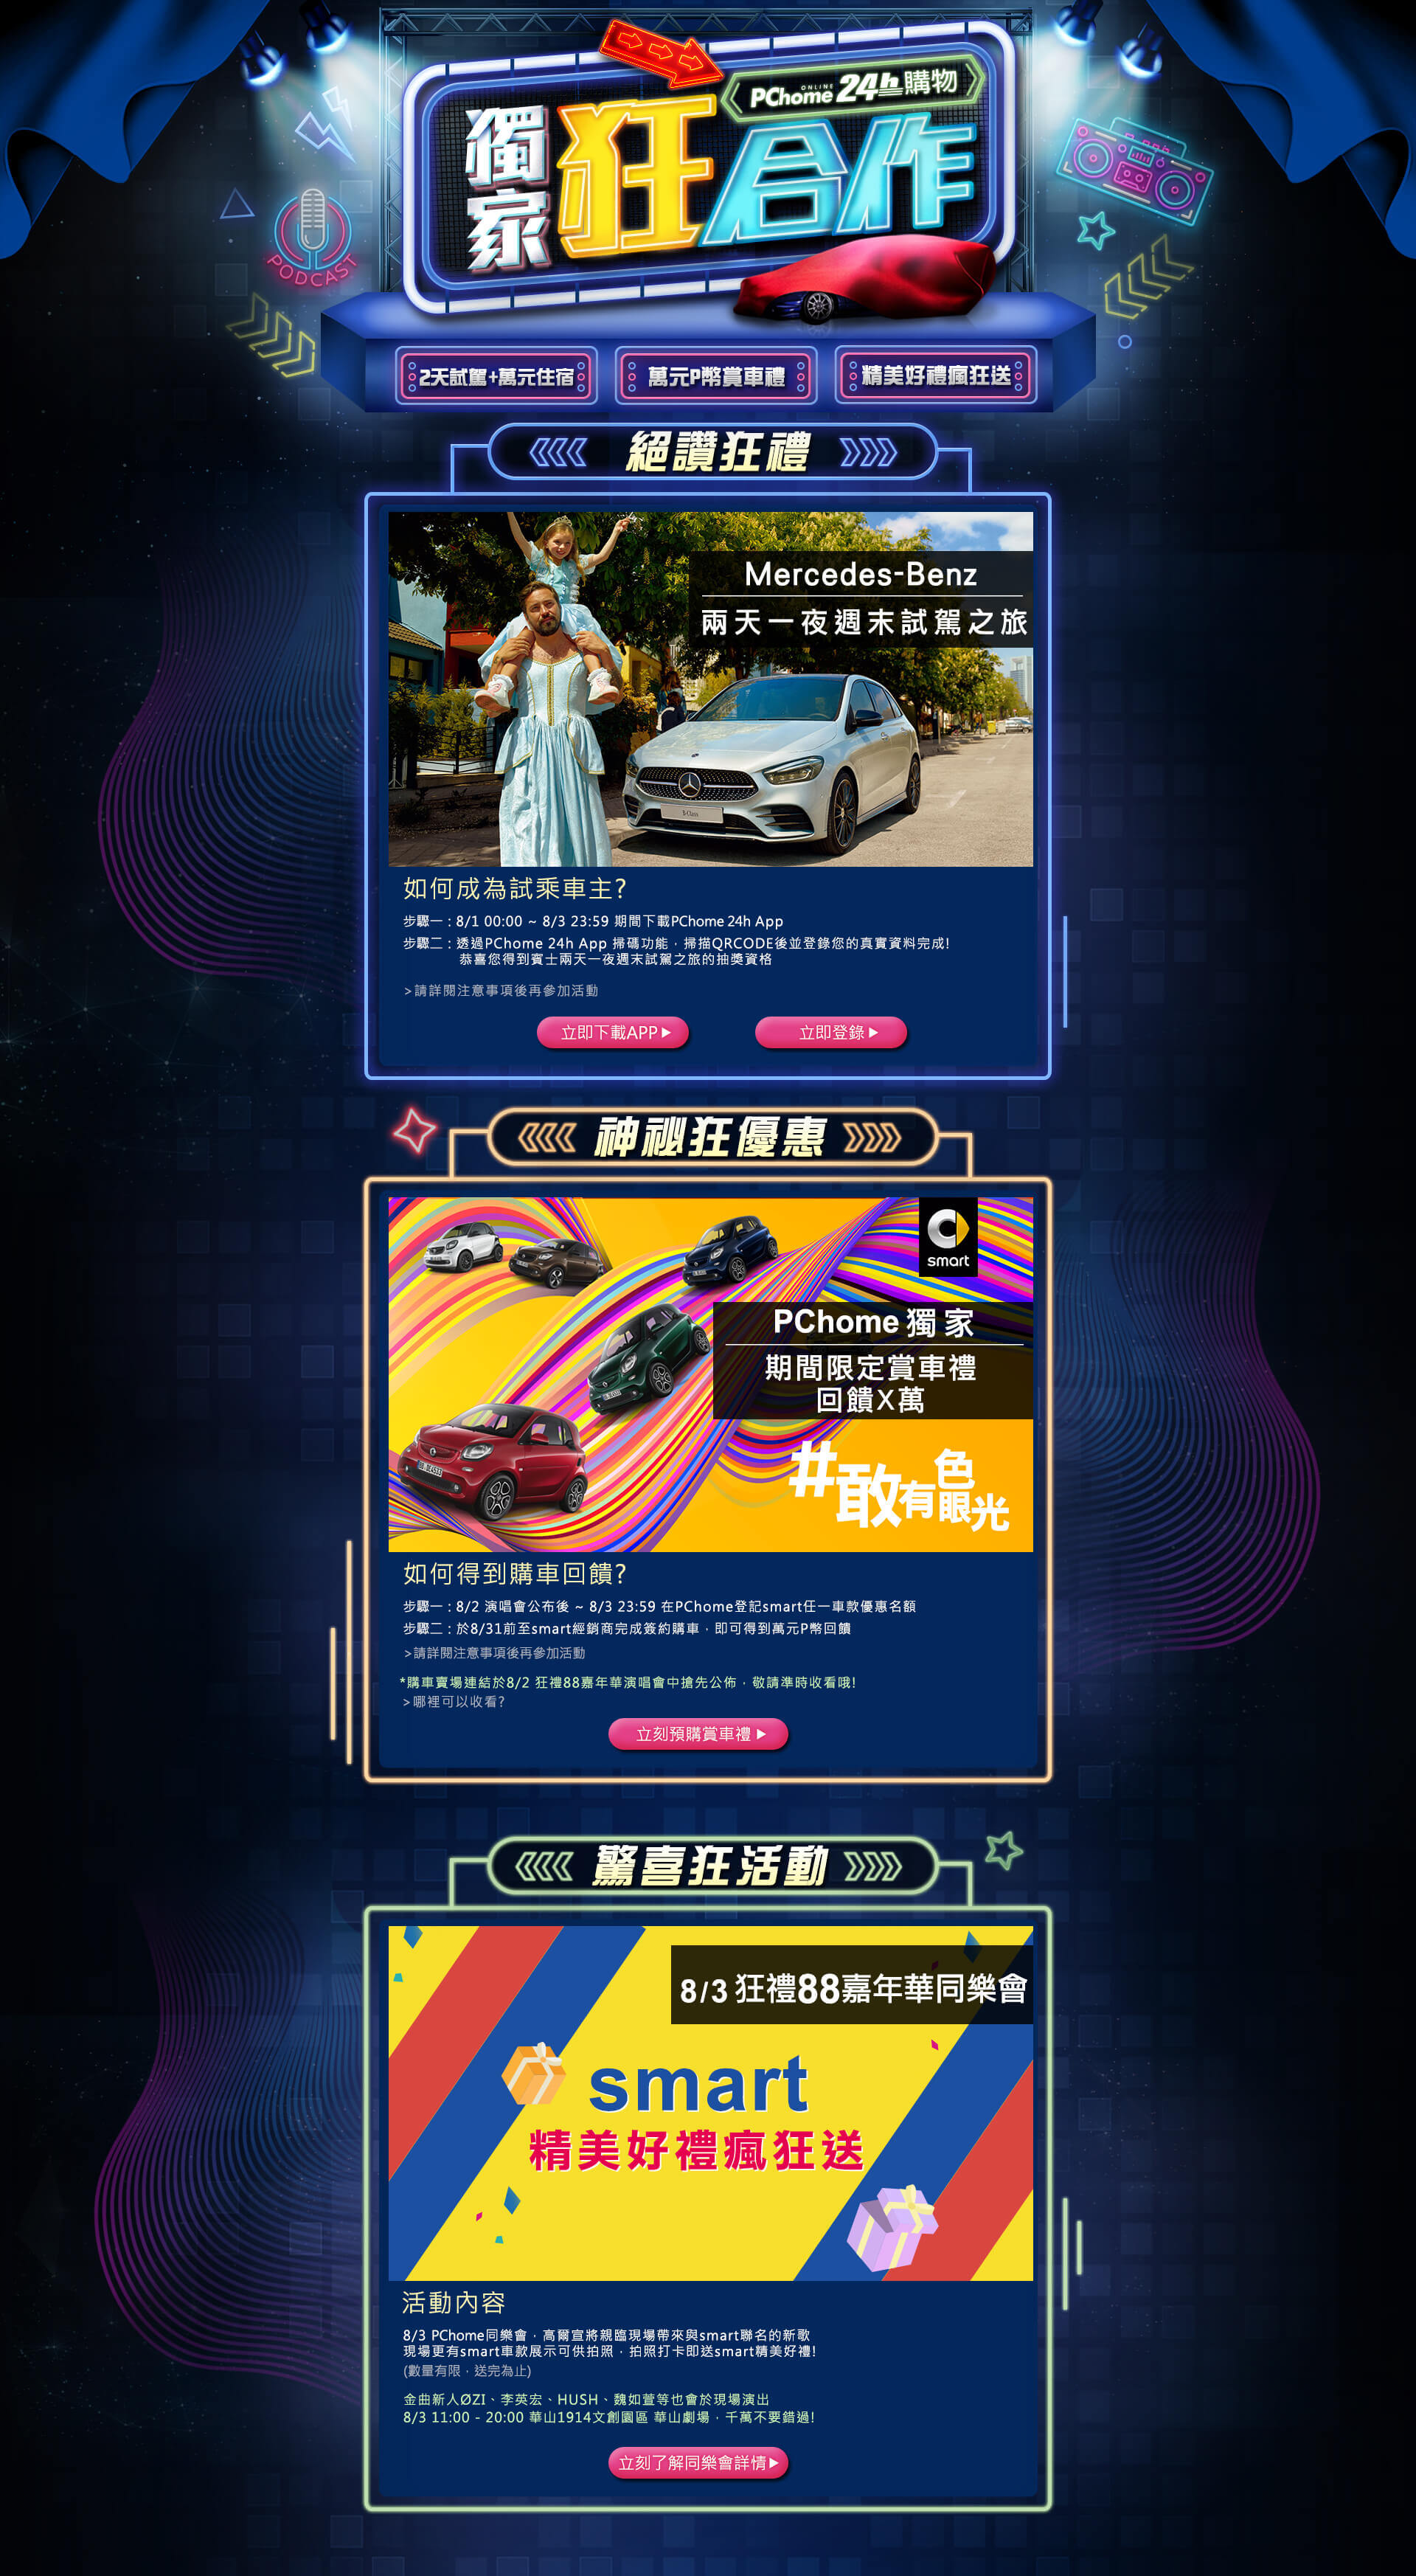 PChome ONLINE 24h購物
獨家狂合作
PODCAST
2天試駕+萬元住宿
萬元P幣賞車禮
精美好禮瘋狂送
絕讚狂禮
Mercedes-Benz
兩天一夜週末試駕之旅
B-Class
如何成為試乘車主?
步驟一 : 8/1 00:00 ~ 8/3 23:59 期間下載PChome 24h App
步驟二 : 透過PChome 24h App 掃碼功能，掃描QRCODE後並登錄您的真實資料完成!
恭喜您得到賓士兩天一夜週末試駕之旅的抽獎資格
>請詳閱注意事項後再參加活動
立即下載APP▶
立即登錄▶
神祕狂優惠
smart
PChome 獨家
期間限定賞車禮
回饋X萬
#敢有色眼光
如何得到購車回饋?
步驟一 : 8/2 演唱會公布後 ~ 8/3 23:59 在PChome登記smart任一車款優惠名額
步驟二 : 於8/31前至smart經銷商完成簽約購車，即可得到萬元P幣回饋
>請詳閱注意事項後再參加活動
*購車賣場連結於8/2 狂禮88嘉年華演唱會中搶先公佈，敬請準時收看哦!
>哪裡可以收看?
立刻預購賞車禮▶
驚喜狂活動
8/3 狂禮88嘉年華同樂會
smart
精美好禮瘋狂送
活動內容
8/3 PChome同樂會，高爾宣將親臨現場帶來與smart聯名的新歌
現場更有smart車款展示可供拍照，拍照打卡即送smart精美好禮!
(數量有限，送完為止)
金曲新人ØZI、李英宏、HUSH、魏如萱等也會於現場演出
8/3 11:00 - 20:00 華山1914文創園區 華山劇場，千萬不要錯過!
立刻了解同樂會詳情▶